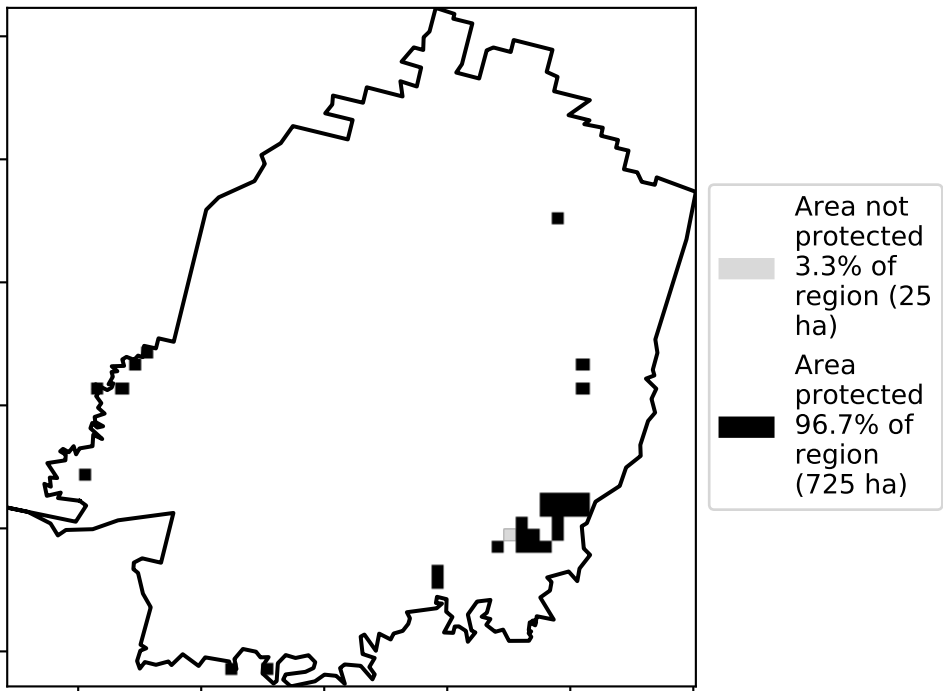 Area not
protected
3.3% of
region (25
ha)
Area
protected
96.7% of
region
(725 ha)